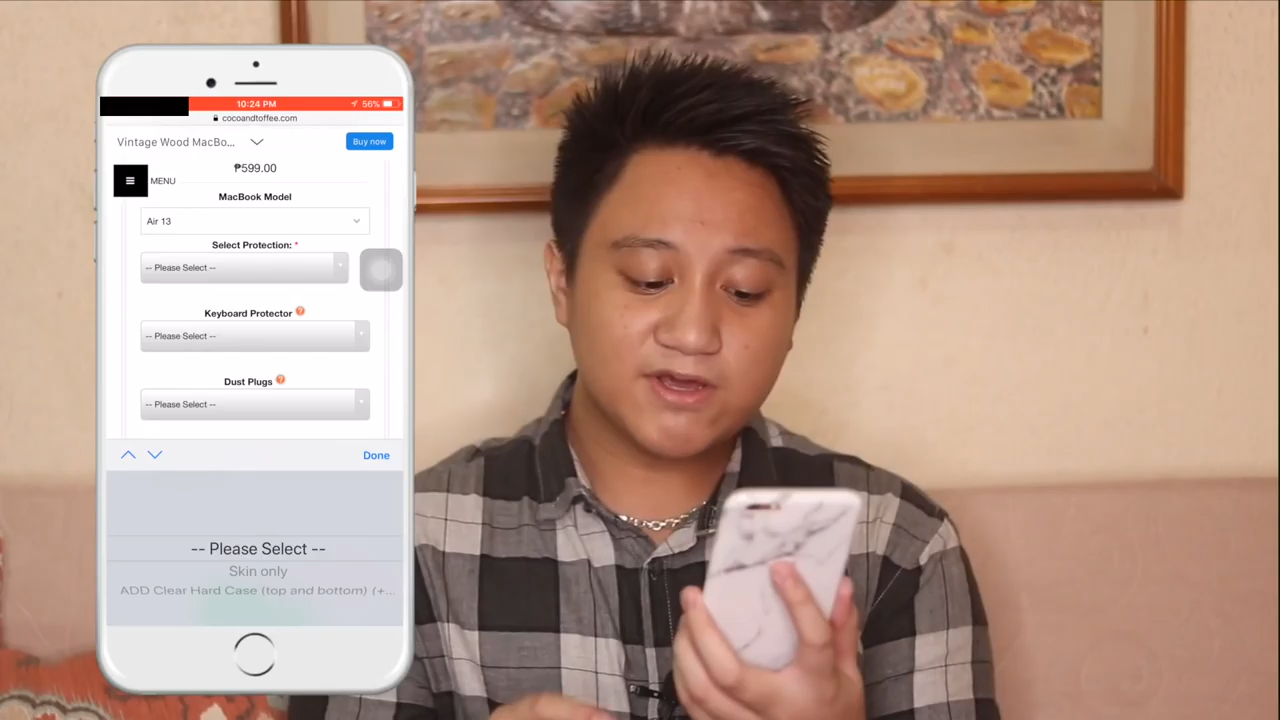 10:24 PM
56%
cocoandtoffee.com
Vintage Wood MacBo...
Buy now
₱599.00
MENU
MacBook Model
Air 13
Select Protection: *
-- Please Select --
Keyboard Protector ?
-- Please Select --
Dust Plugs ?
-- Please Select --
Done
-- Please Select --
Skin only
ADD Clear Hard Case (top and bottom) (+...